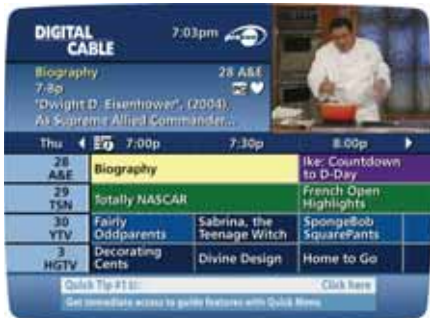 DIGITAL
CABLE
7:03pm
Biography
28 A&E
7-8p
PG
"Dwight D. Eisenhower", (2004),
As Supreme Allied Commander...
Thu
7:00p
7:30p
8:00p
28
A&E
Biography
Ike: Countdown
to D-Day
29
TSN
Totally NASCAR
French Open
Highlights
30
YTV
Fairly
Oddparents
Sabrina, the
Teenage Witch
SpongeBob
SquarePants
3
HGTV
Decorating
Cents
Divine Design
Home to Go
Click here
Get immediate access to guide features with Quick Menu